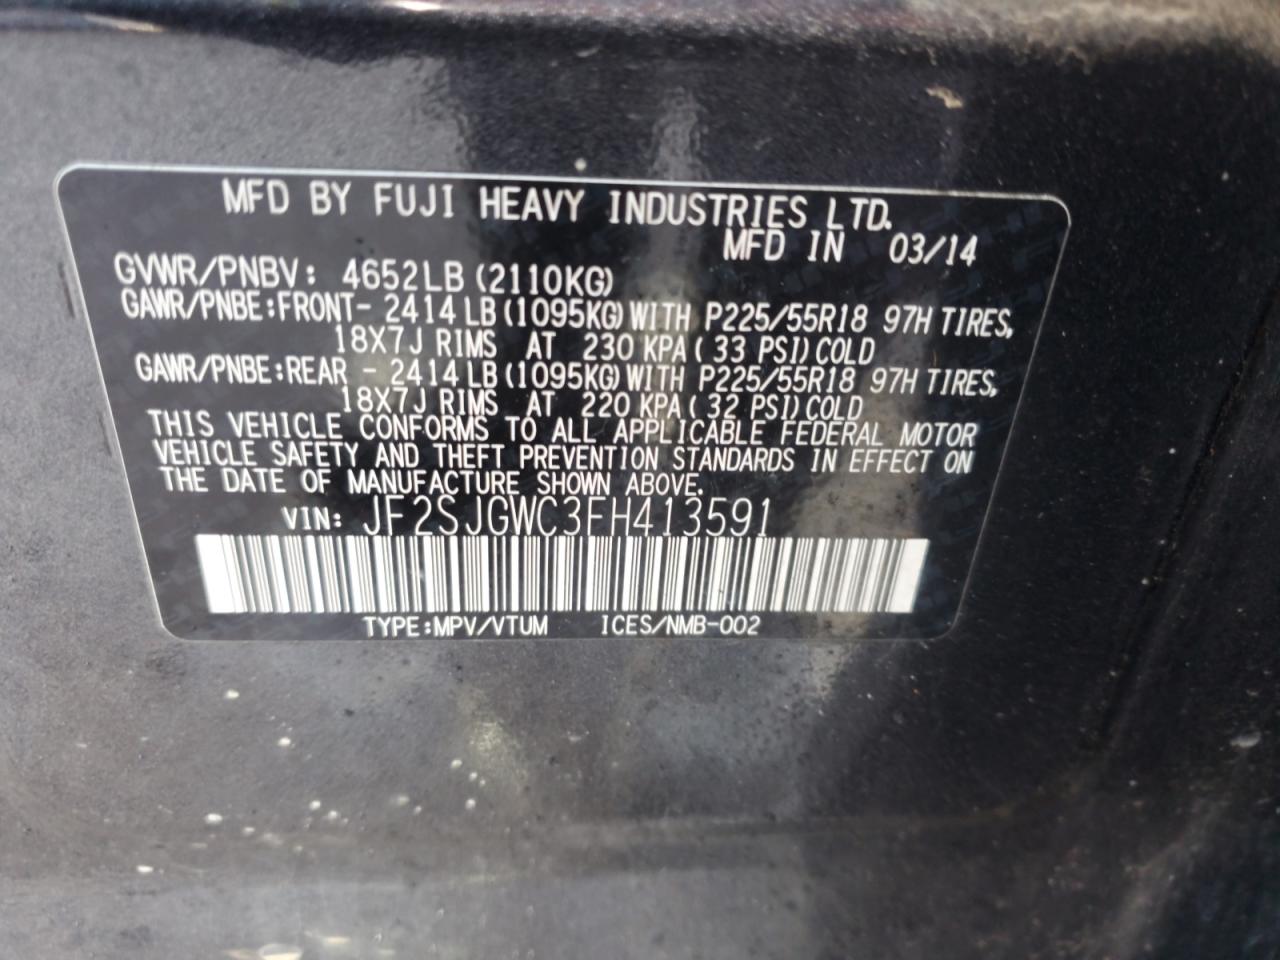 MFD BY FUJI HEAVY INDUSTRIES LTD.
MFD IN 03/14
GVWR/PNBV: 4652LB (2110KG)
GAWR/PNBE:FRONT- 2414 LB (1095KG) WITH P225/55R18 97H TIRES,
18X7J RIMS AT 230 KPA ( 33 PSI) COLD
GAWR/PNBE:REAR - 2414 LB (1095KG) WITH P225/55R18 97H TIRES,
18X7J RIMS AT 220 KPA ( 32 PSI) COLD
THIS VEHICLE CONFORMS TO ALL APPLICABLE FEDERAL MOTOR
VEHICLE SAFETY AND THEFT PREVENTION STANDARDS IN EFFECT ON
THE DATE OF MANUFACTURE SHOWN ABOVE.
VIN: JF2SJGWC3FH413591
TYPE:MPV/VTUM ICES/NMB-002